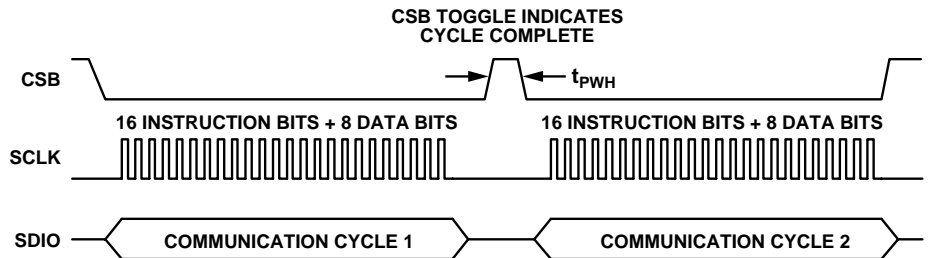 CSB TOGGLE INDICATES
CYCLE COMPLETE
CSB
tPWH
16 INSTRUCTION BITS + 8 DATA BITS
16 INSTRUCTION BITS + 8 DATA BITS
SCLK
SDIO
COMMUNICATION CYCLE 1
COMMUNICATION CYCLE 2